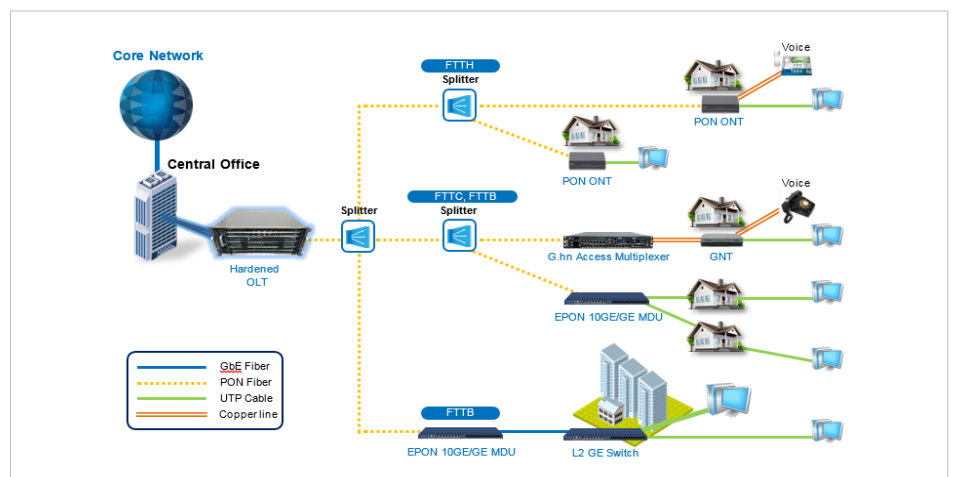 Core Network
Central Office
Hardened
OLT
Splitter
FTTH
Splitter
PON ONT
Voice
PON ONT
FTTC, FTTB
Splitter
G.hn Access Multiplexer
GNT
Voice
EPON 10GE/GE MDU
FTTB
EPON 10GE/GE MDU
L2 GE Switch
GbE Fiber
PON Fiber
UTP Cable
Copper line